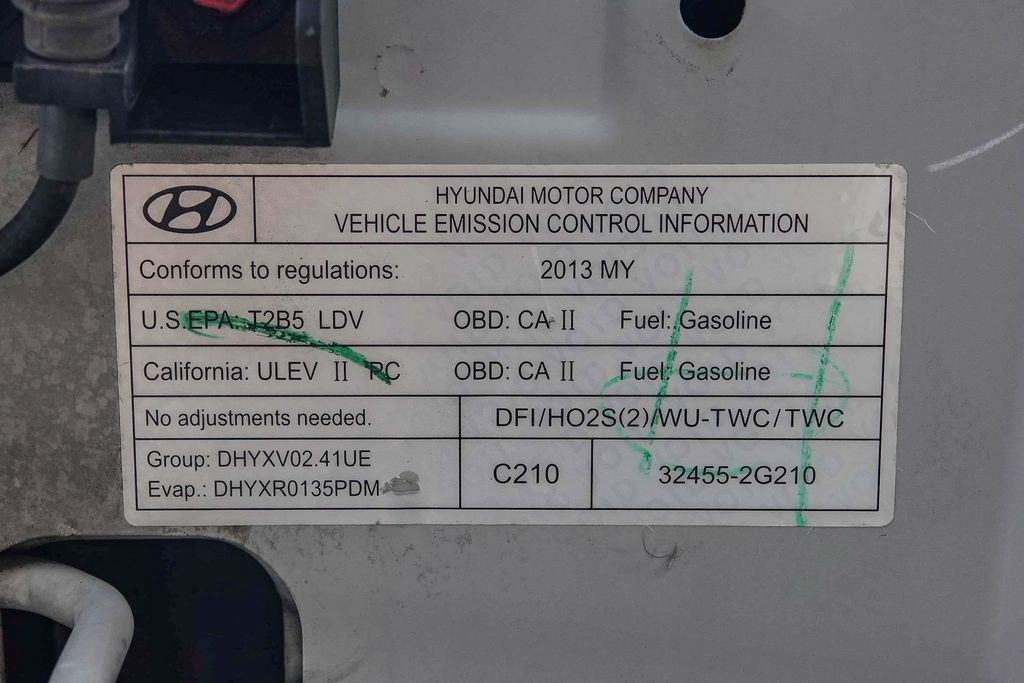 HYUNDAI MOTOR COMPANY
VEHICLE EMISSION CONTROL INFORMATION
Conforms to regulations: 2013 MY
U.S.EPA: T2B5 LDV OBD: CA II Fuel: Gasoline
California: ULEV II PC OBD: CA II Fuel: Gasoline
No adjustments needed. DFI/HO2S(2)/WU-TWC/TWC
Group: DHYXV02.41UE
Evap.: DHYXR0135PDM
C210 32455-2G210